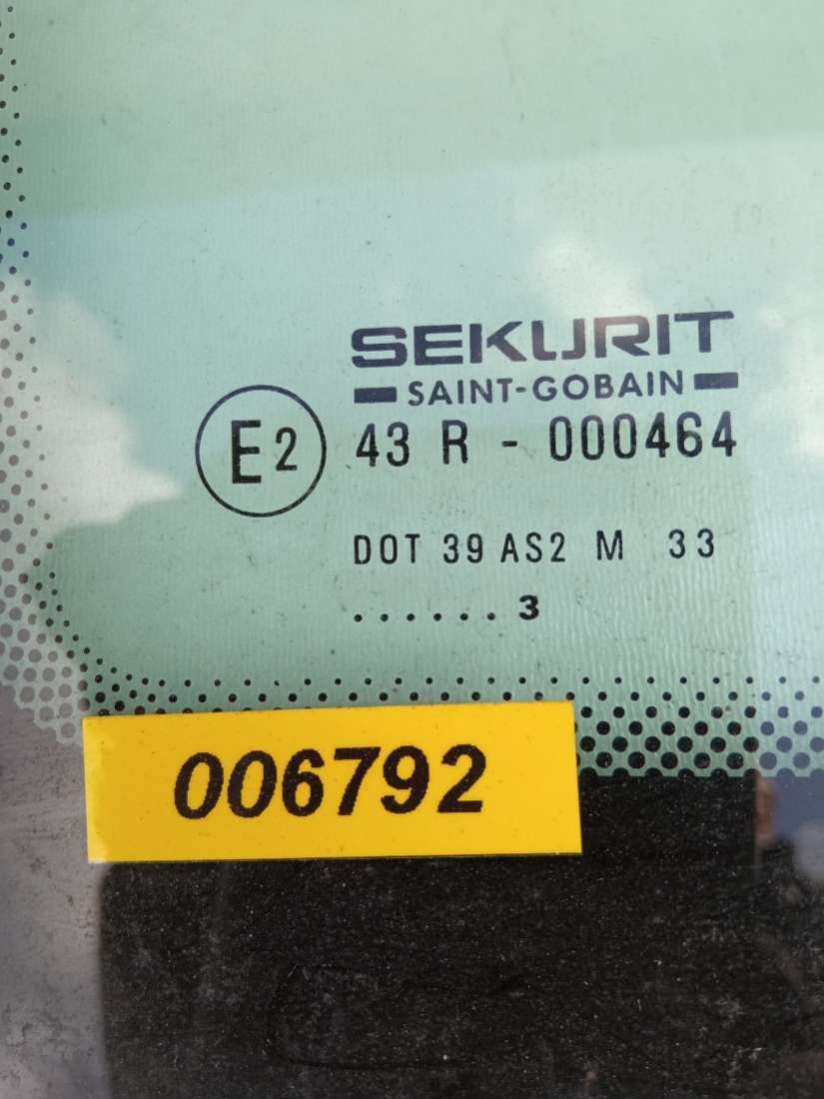 SEKURIT
SAINT-GOBAIN
E2 43 R - 000464
DOT 39 AS2 M 33
. . . . . . 3
006792